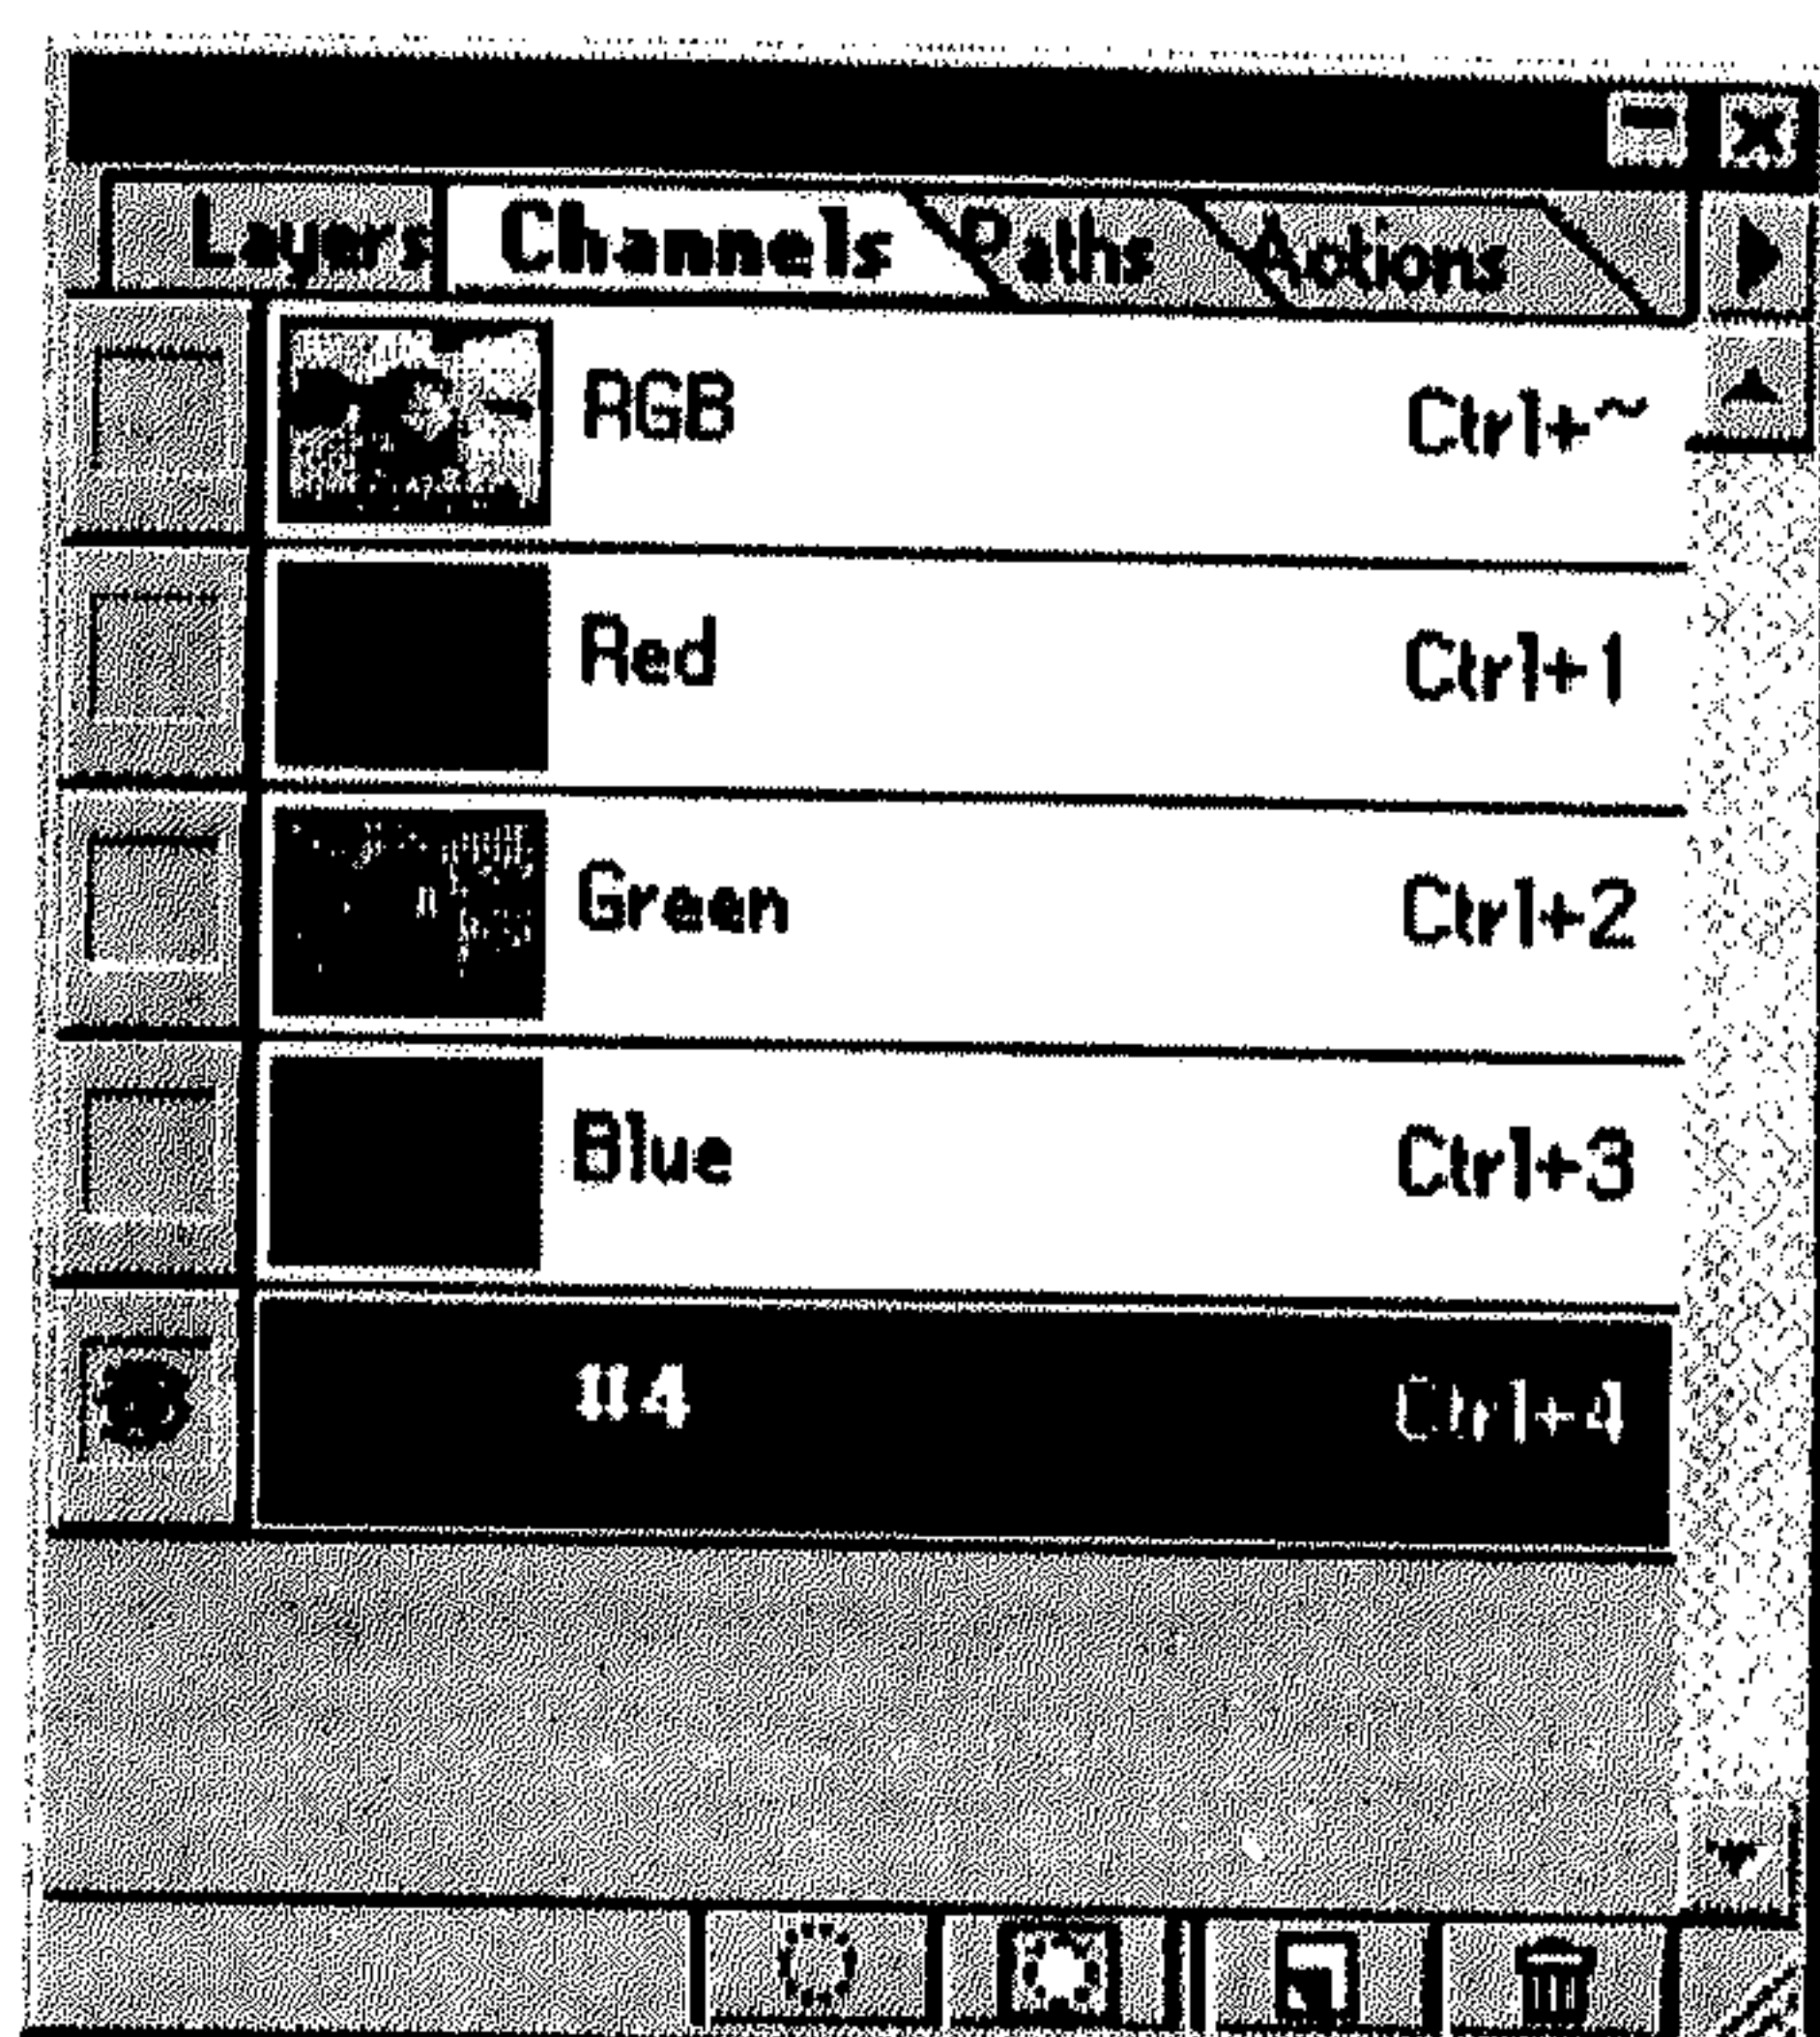 Layers Channels Paths Actions
RGB Ctrl+~
Red Ctrl+1
Green Ctrl+2
Blue Ctrl+3
#4 Ctrl+4